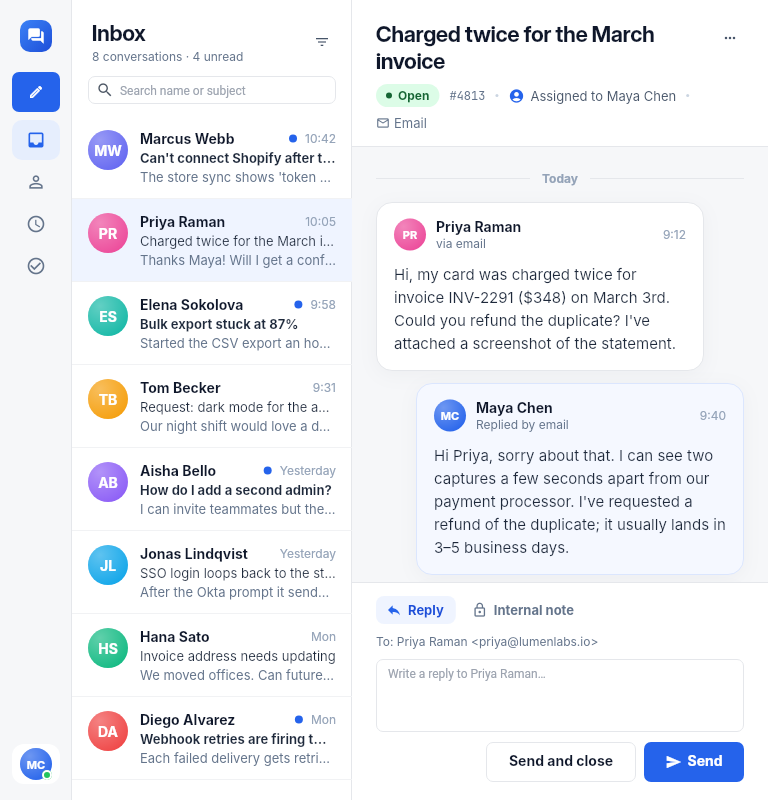 Inbox
8 conversations · 4 unread
Search name or subject
MW
Marcus Webb
10:42
Can't connect Shopify after t...
The store sync shows 'token ...
PR
Priya Raman
10:05
Charged twice for the March i...
Thanks Maya! Will I get a conf...
ES
Elena Sokolova
9:58
Bulk export stuck at 87%
Started the CSV export an ho...
TB
Tom Becker
9:31
Request: dark mode for the a...
Our night shift would love a d...
AB
Aisha Bello
Yesterday
How do I add a second admin?
I can invite teammates but the...
JL
Jonas Lindqvist
Yesterday
SSO login loops back to the st...
After the Okta prompt it send...
HS
Hana Sato
Mon
Invoice address needs updating
We moved offices. Can future...
DA
Diego Alvarez
Mon
Webhook retries are firing t...
Each failed delivery gets retri...
MC
Charged twice for the March
invoice
Open
#4813
Assigned to Maya Chen
Email
Today
PR
Priya Raman
via email
9:12
Hi, my card was charged twice for
invoice INV-2291 ($348) on March 3rd.
Could you refund the duplicate? I've
attached a screenshot of the statement.
MC
Maya Chen
Replied by email
9:40
Hi Priya, sorry about that. I can see two
captures a few seconds apart from our
payment processor. I've requested a
refund of the duplicate; it usually lands in
3–5 business days.
Reply
Internal note
To: Priya Raman <priya@lumenlabs.io>
Write a reply to Priya Raman...
Send and close
Send